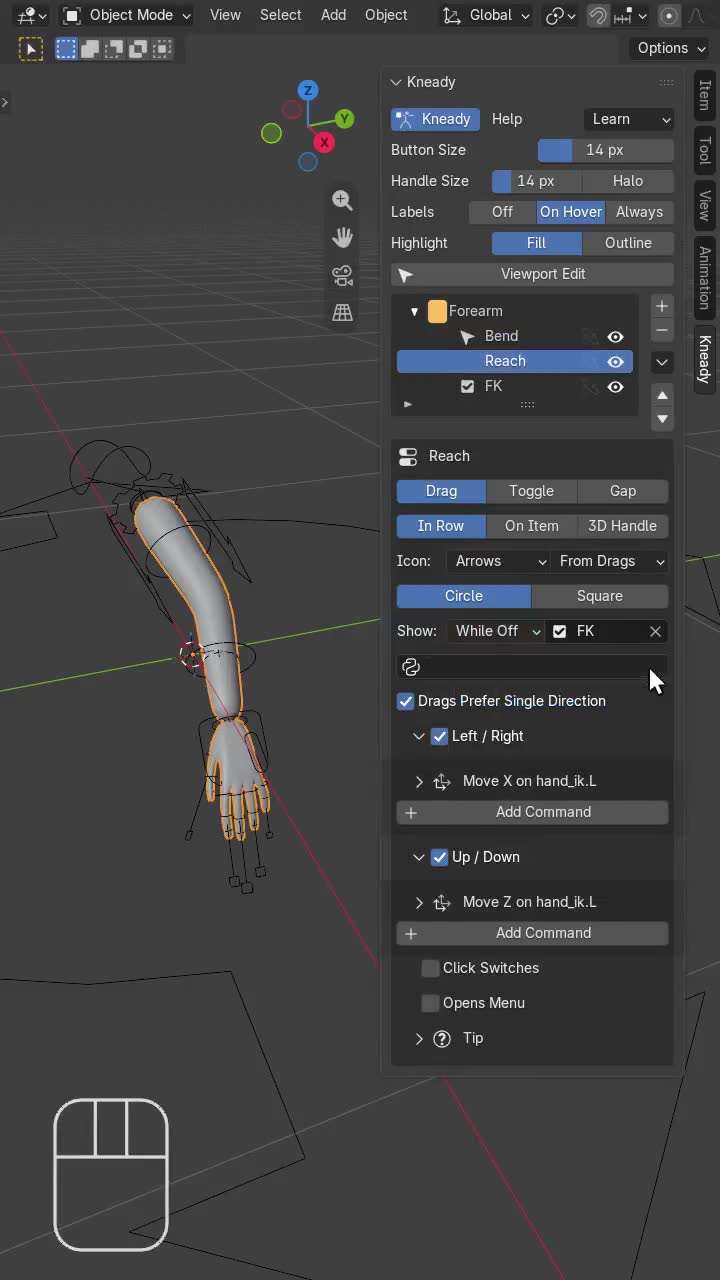 Object Mode View Select Add Object Global
Options
Kneady
Kneady Help Learn
Button Size 14 px
Handle Size 14 px Halo
Labels Off On Hover Always
Highlight Fill Outline
Viewport Edit
Forearm
Bend
Reach
FK
Reach
Drag Toggle Gap
In Row On Item 3D Handle
Icon: Arrows From Drags
Circle Square
Show: While Off FK
Drags Prefer Single Direction
Left / Right
Move X on hand_ik.L
Add Command
Up / Down
Move Z on hand_ik.L
Add Command
Click Switches
Opens Menu
Tip
Item
Tool
View
Animation
Kneady
Z
Y
X